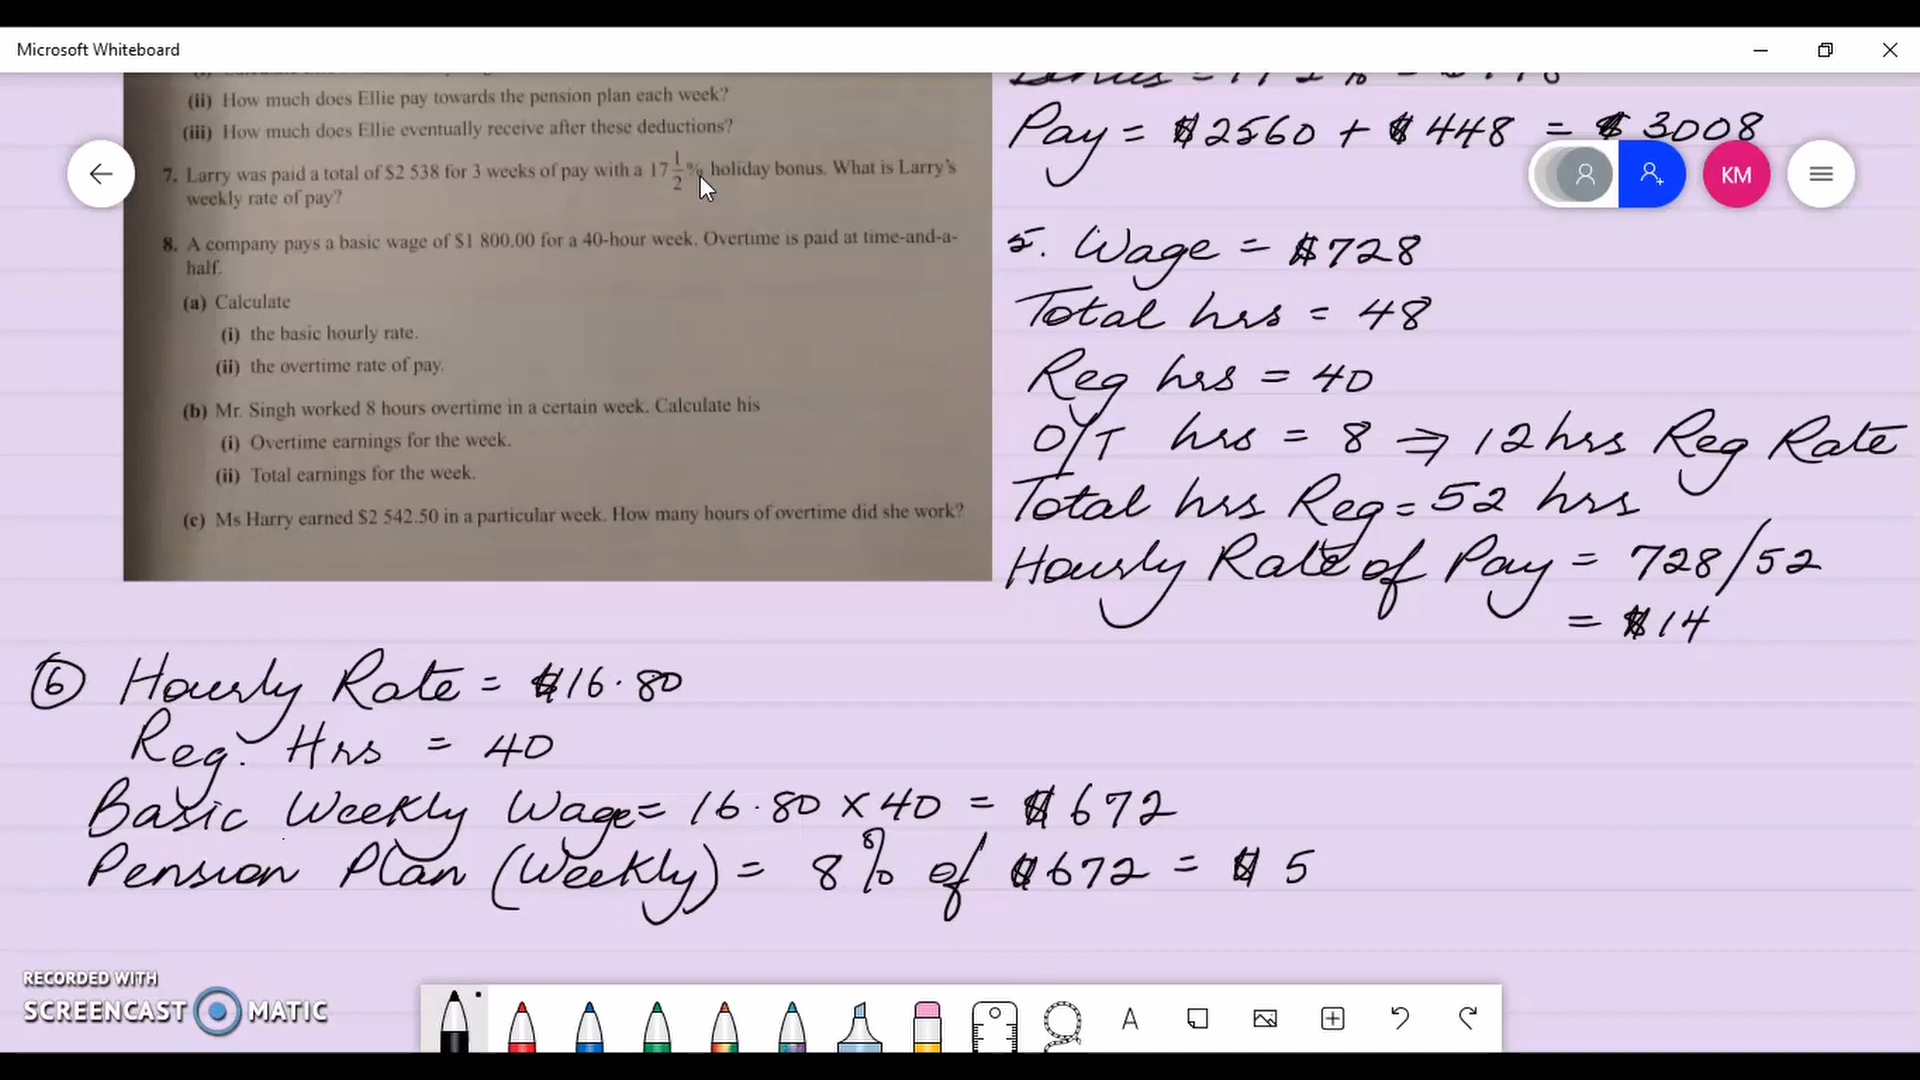 Microsoft Whiteboard
(ii) How much does Ellie pay towards the pension plan each week?
(iii) How much does Ellie eventually receive after these deductions?
7. Larry was paid a total of $2 538 for 3 weeks of pay with a 17 1/2 % holiday bonus. What is Larry's
weekly rate of pay?
8. A company pays a basic wage of $1 800.00 for a 40-hour week. Overtime is paid at time-and-a-
half.
(a) Calculate
(i) the basic hourly rate.
(ii) the overtime rate of pay.
(b) Mr. Singh worked 8 hours overtime in a certain week. Calculate his
(i) Overtime earnings for the week.
(ii) Total earnings for the week.
(c) Ms Harry earned $2 542.50 in a particular week. How many hours of overtime did she work?
Pay = $2560 + $448 = $3008
KM
5. Wage = $728
Total hrs = 48
Reg hrs = 40
O/T hrs = 8 ⇒ 12 hrs Reg Rate
Total hrs Reg = 52 hrs
Hourly Rate of Pay = 728/52
= $14
6 Hourly Rate = $16.80
Reg. Hrs = 40
Basic Weekly Wage = 16.80 x 40 = $672
Pension Plan (Weekly) = 8% of $672 = $ 5
RECORDED WITH
SCREENCAST MATIC
A